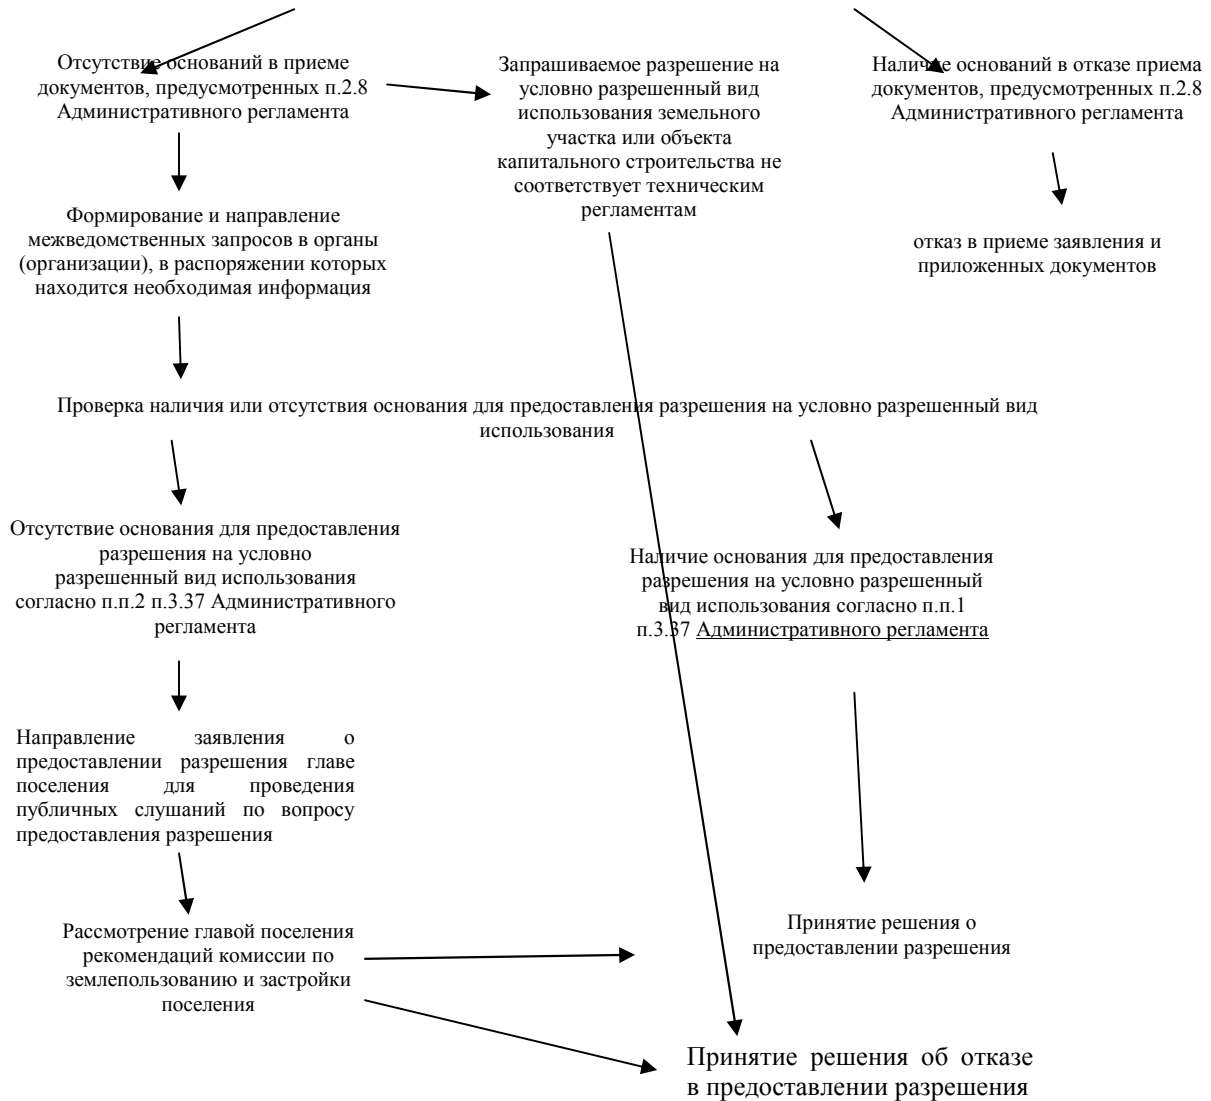 Отсутствие оснований в приеме
документов, предусмотренных п.2.8
Административного регламента
Запрашиваемое разрешение на
условно разрешенный вид
использования земельного
участка или объекта
капитального строительства не
соответствует техническим
регламентам
Наличие оснований в отказе приема
документов, предусмотренных п.2.8
Административного регламента
Формирование и направление
межведомственных запросов в органы
(организации), в распоряжении которых
находится необходимая информация
отказ в приеме заявления и
приложенных документов
Проверка наличия или отсутствия основания для предоставления разрешения на условно разрешенный вид
использования
Отсутствие основания для предоставления
разрешения на условно
разрешенный вид использования
согласно п.п.2 п.3.37 Административного
регламента
Наличие основания для предоставления
разрешения на условно разрешенный
вид использования согласно п.п.1
п.3.37 Административного регламента
Направление заявления о
предоставлении разрешения главе
поселения для проведения
публичных слушаний по вопросу
предоставления разрешения
Рассмотрение главой поселения
рекомендаций комиссии по
землепользованию и застройки
поселения
Принятие решения о
предоставлении разрешения
Принятие решения об отказе
в предоставлении разрешения